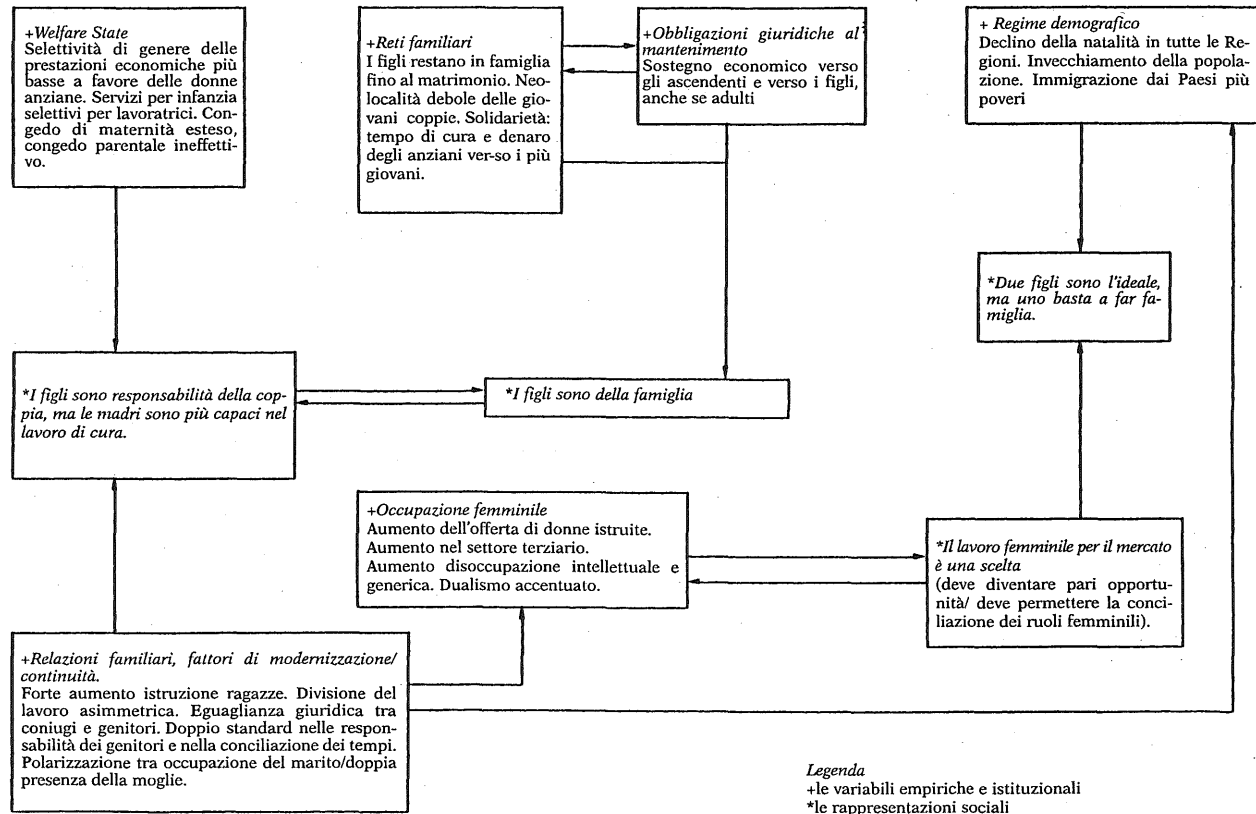 +Welfare State
Selettività di genere delle
prestazioni economiche più
basse a favore delle donne
anziane. Servizi per infanzia
selettivi per lavoratrici. Con-
gedo di maternità esteso,
congedo parentale ineffetti-
vo.
+Reti familiari
I figli restano in famiglia
fino al matrimonio. Neo-
località debole delle gio-
vani coppie. Solidarietà:
tempo di cura e denaro
degli anziani ver-so i più
giovani.
+Obbligazioni giuridiche al
mantenimento
Sostegno economico verso
gli ascendenti e verso i figli,
anche se adulti
+ Regime demografico
Declino della natalità in tutte le Re-
gioni. Invecchiamento della popola-
zione. Immigrazione dai Paesi più
poveri
*Due figli sono l'ideale,
ma uno basta a far fa-
miglia.
*I figli sono responsabilità della cop-
pia, ma le madri sono più capaci nel
lavoro di cura.
*I figli sono della famiglia
+Occupazione femminile
Aumento dell'offerta di donne istruite.
Aumento nel settore terziario.
Aumento disoccupazione intellettuale e
generica. Dualismo accentuato.
*Il lavoro femminile per il mercato
è una scelta
(deve diventare pari opportu-
nità/ deve permettere la conci-
liazione dei ruoli femminili).
+Relazioni familiari, fattori di modernizzazione/
continuità.
Forte aumento istruzione ragazze. Divisione del
lavoro asimmetrica. Eguaglianza giuridica tra
coniugi e genitori. Doppio standard nelle respon-
sabilità dei genitori e nella conciliazione dei tempi.
Polarizzazione tra occupazione del marito/doppia
presenza della moglie.
Legenda
+le variabili empiriche e istituzionali
*le rappresentazioni sociali